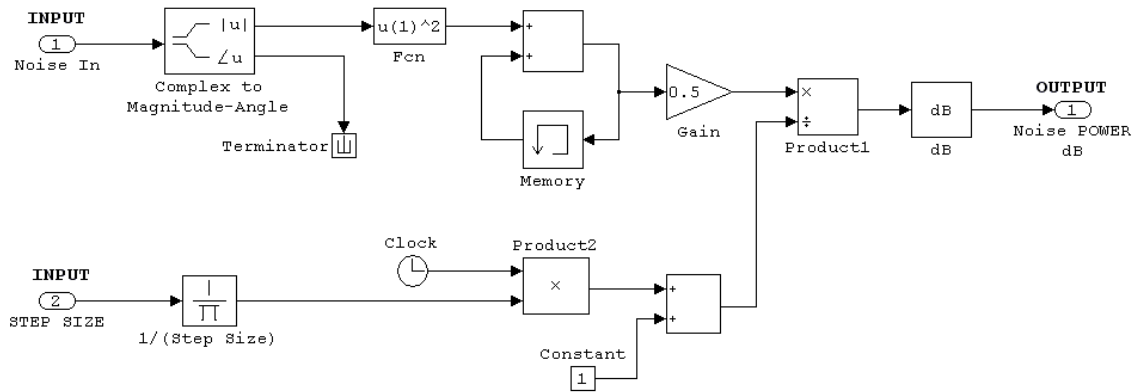 INPUT
1
Noise In
|u|
∠u
Complex to
Magnitude-Angle
Terminator
u(1)^2
Fcn
+
+
Memory
0.5
Gain
×
÷
Product1
dB
dB
OUTPUT
1
Noise POWER
dB
INPUT
2
STEP SIZE
1
∏
1/(Step Size)
Clock
Product2
×
+
+
Constant
1